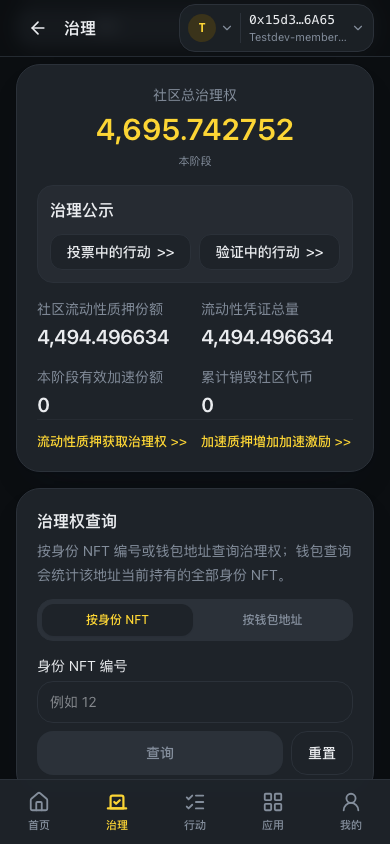 治理
T
0x15d3…6A65
Testdev-member...
社区总治理权
4,695.742752
本阶段
治理公示
投票中的行动 >>
验证中的行动 >>
社区流动性质押份额
流动性凭证总量
4,494.496634
4,494.496634
本阶段有效加速份额
累计销毁社区代币
0
0
流动性质押获取治理权 >>
加速质押增加加速激励 >>
治理权查询
按身份 NFT 编号或钱包地址查询治理权；钱包查询
会统计该地址当前持有的全部身份 NFT。
按身份 NFT
按钱包地址
身份 NFT 编号
例如 12
查询
重置
首页
治理
行动
应用
我的